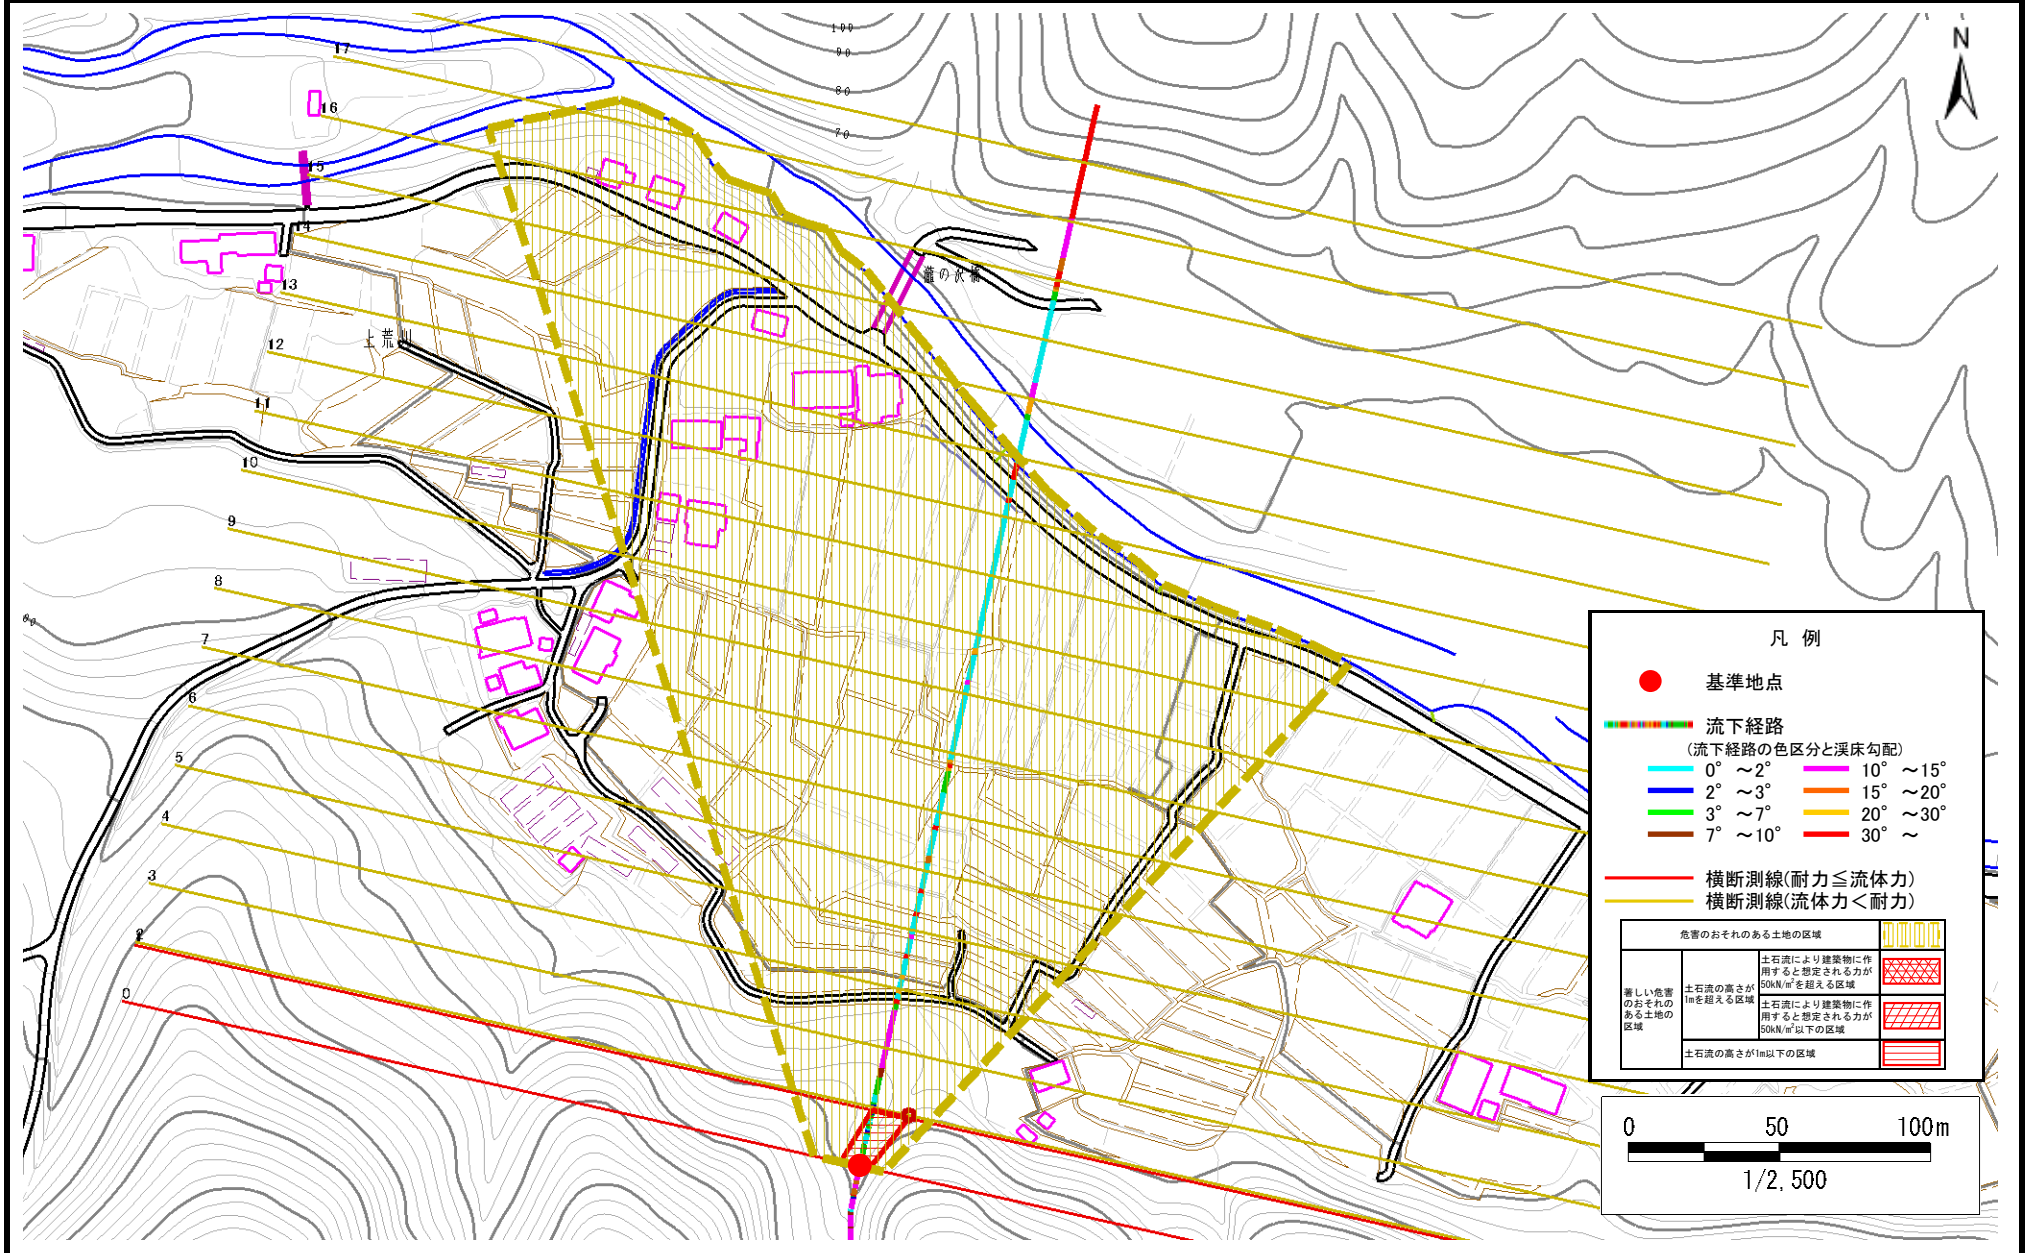 100
90
80
70
N
17
16
15
14
13
12
11
10
9
8
7
6
5
4
3
2
0
上荒川
凡 例
基準地点
流下経路
(流下経路の色区分と渓床勾配)
0° ～2°
10° ～15°
2° ～3°
15° ～20°
3° ～7°
20° ～30°
7° ～10°
30° ～
横断測線(耐力≦流体力)
横断測線(流体力＜耐力)
危害のおそれのある土地の区域
著しい危害
のおそれの
ある土地の
区域
土石流の高さが
1mを超える区域
土石流により建築物に作
用すると想定される力が
50kN/㎡を超える区域
土石流により建築物に作
用すると想定される力が
50kN/㎡以下の区域
土石流の高さが1m以下の区域
0 50 100m
1/2,500